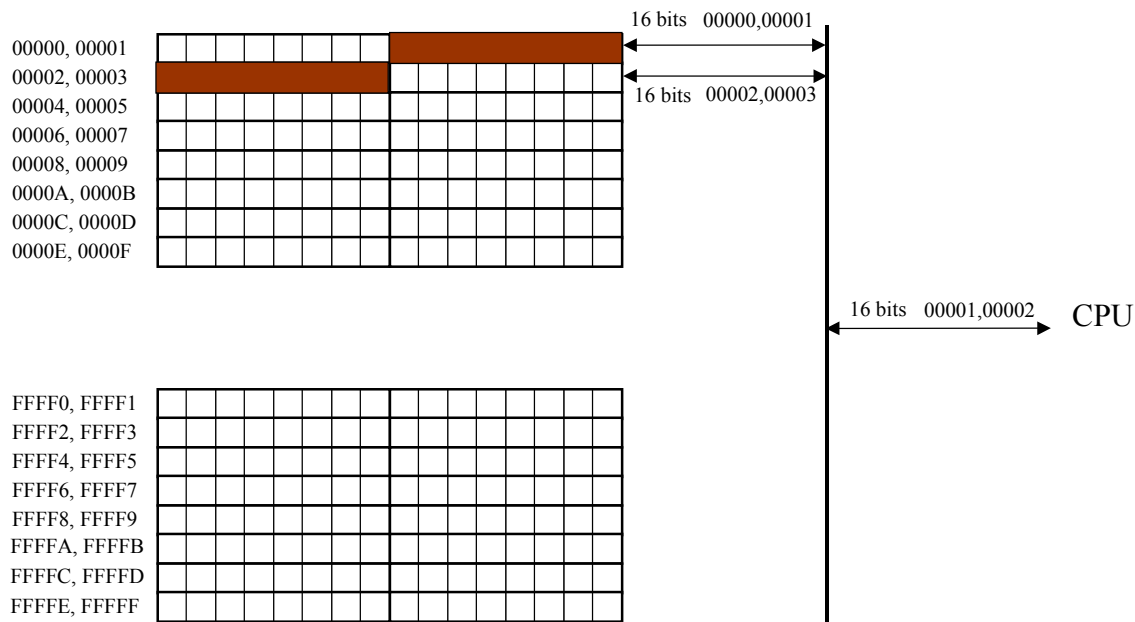 16 bits 00000,00001
00000, 00001
00002, 00003
16 bits 00002,00003
00004, 00005
00006, 00007
00008, 00009
0000A, 0000B
0000C, 0000D
0000E, 0000F
16 bits 00001,00002
CPU
FFFF0, FFFF1
FFFF2, FFFF3
FFFF4, FFFF5
FFFF6, FFFF7
FFFF8, FFFF9
FFFFA, FFFFB
FFFFC, FFFFD
FFFFE, FFFFF